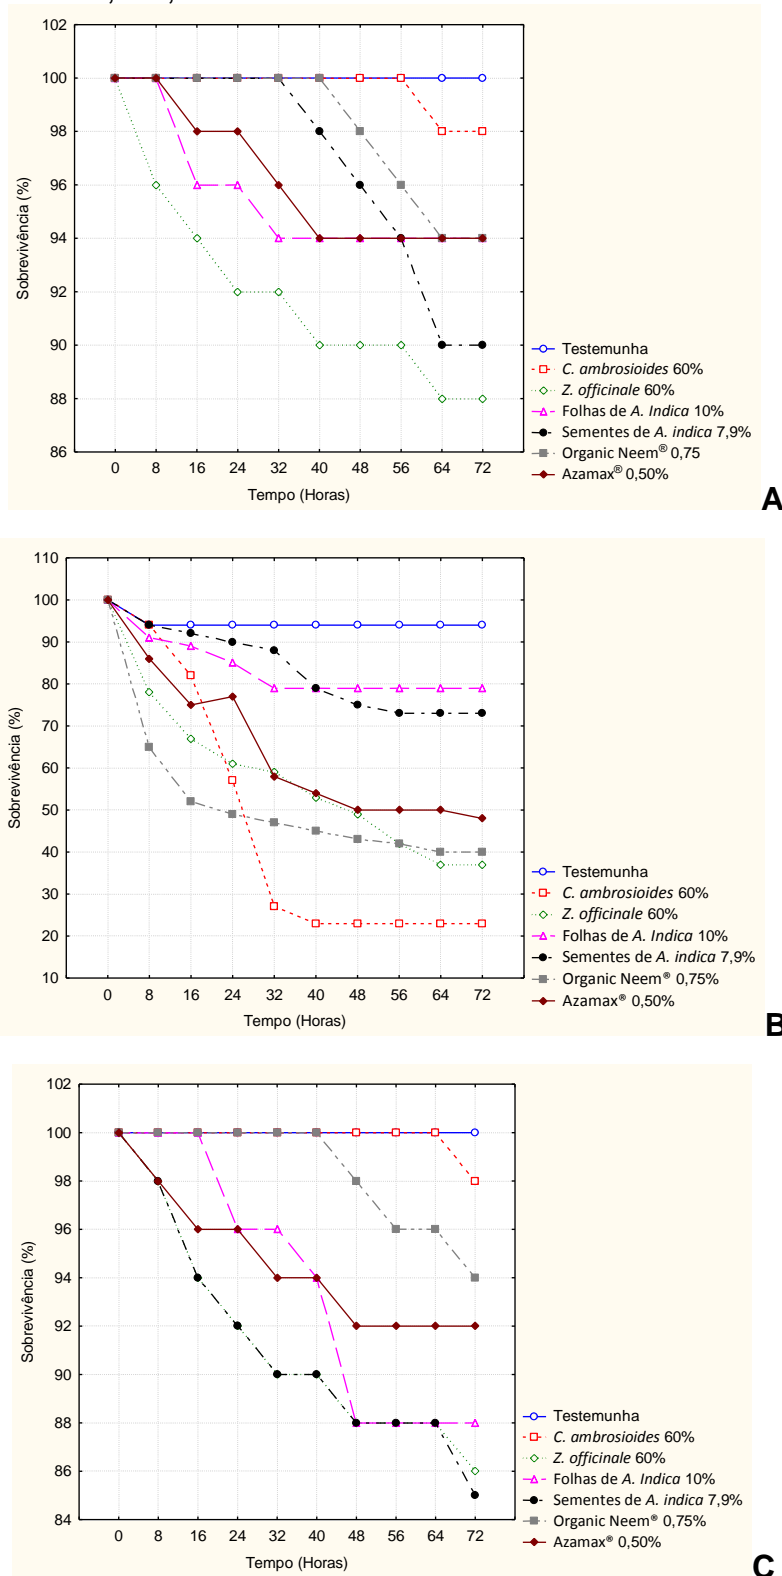 102
100
98
96
94
92
90
88
86
Sobrevivência (%)
0 8 16 24 32 40 48 56 64 72
Tempo (Horas)
Testemunha
C. ambrosioides 60%
Z. officinale 60%
Folhas de A. Indica 10%
Sementes de A. indica 7,9%
Organic Neem® 0,75
Azamax® 0,50%
A
110
100
90
80
70
60
50
40
30
20
10
Sobrevivência (%)
0 8 16 24 32 40 48 56 64 72
Tempo (Horas)
Testemunha
C. ambrosioides 60%
Z. officinale 60%
Folhas de A. Indica 10%
Sementes de A. indica 7,9%
Organic Neem® 0,75%
Azamax® 0,50%
B
102
100
98
96
94
92
90
88
86
84
Sobrevivência (%)
0 8 16 24 32 40 48 56 64 72
Tempo (Horas)
Testemunha
C. ambrosioides 60%
Z. officinale 60%
Folhas de A. Indica 10%
Sementes de A. indica 7,9%
Organic Neem® 0,75%
Azamax® 0,50%
C